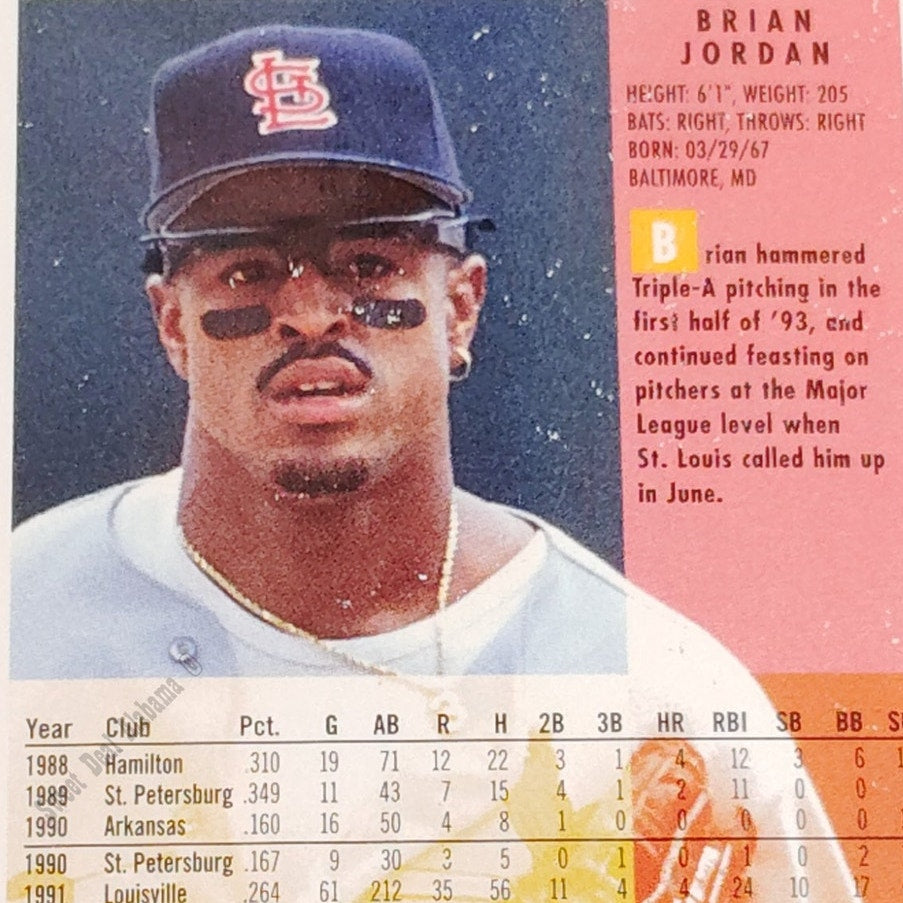 StL
BRIAN
JORDAN
HEIGHT: 6'1", WEIGHT: 205
BATS: RIGHT, THROWS: RIGHT
BORN: 03/29/67
BALTIMORE, MD
Brian hammered
Triple-A pitching in the
first half of '93, and
continued feasting on
pitchers at the Major
League level when
St. Louis called him up
in June.
Year Club Pct. G AB R H 2B 3B HR RBI SB BB
1988 Hamilton .310 19 71 12 22 3 1 4 12 3 6
1989 St. Petersburg .349 11 43 7 15 4 1 2 11 0 0
1990 Arkansas .160 16 50 4 8 1 0 0 0 0 0
1990 St. Petersburg .167 9 30 3 5 0 1 0 1 0 2
1991 Louisville .264 61 212 35 56 11 4 4 24 10 17
Sweet Deal Alabama ©